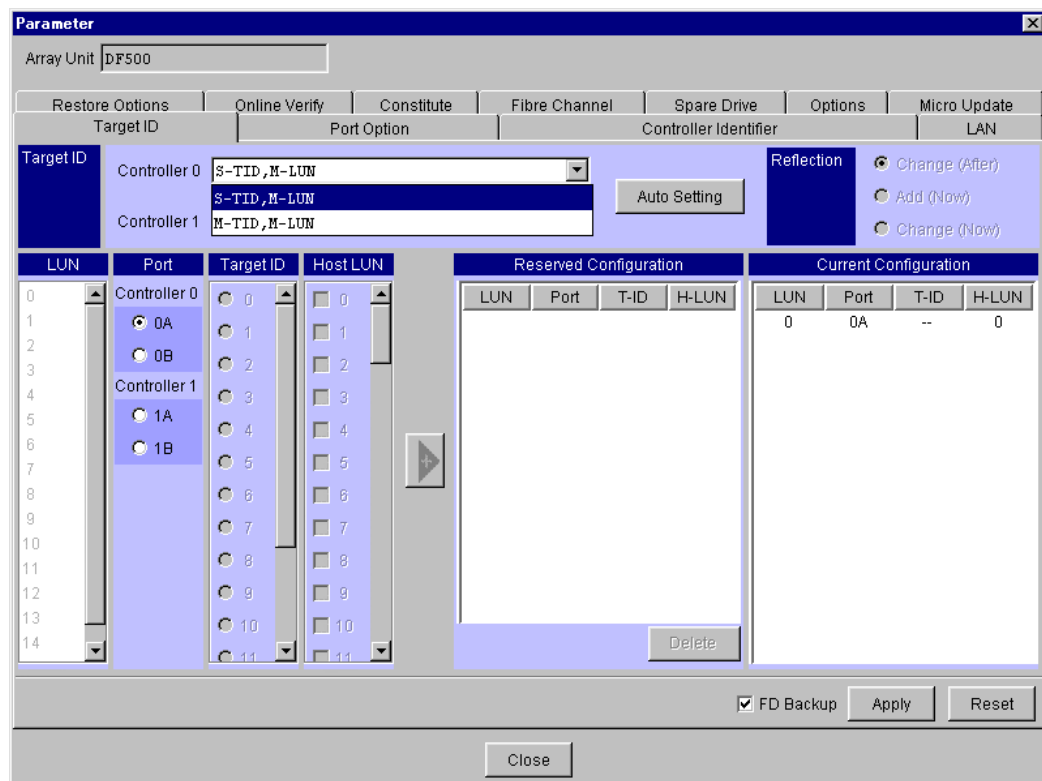 Parameter
Array Unit DF500
Restore Options Online Verify Constitute Fibre Channel Spare Drive Options Micro Update
Target ID Port Option Controller Identifier LAN
Target ID
Controller 0 S-TID,M-LUN
S-TID,M-LUN
Controller 1 M-TID,M-LUN
Auto Setting
Reflection
Change (After)
Add (Now)
Change (Now)
LUN
0
1
2
3
4
5
6
7
8
9
10
11
12
13
14
Port
Controller 0
0A
0B
Controller 1
1A
1B
Target ID
0
1
2
3
4
5
6
7
8
9
10
11
Host LUN
0
1
2
3
4
5
6
7
8
9
10
11
+
Reserved Configuration
LUN Port T-ID H-LUN
Delete
Current Configuration
LUN Port T-ID H-LUN
0 0A -- 0
FD Backup Apply Reset
Close